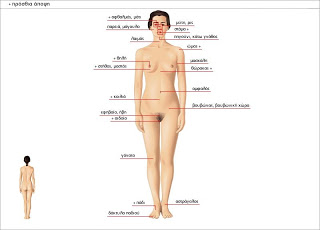 + πρόσθια άποψη
+ οφθαλμός, μάτι
μύτη, ρις
παρειά, μάγουλο
στόμα +
πηγούνι, κάτω γνάθος
λαιμός
ώμος +
+ θηλή
μασχάλη
+ στήθος, μαστός
θώρακας +
ομφαλός
+ κοιλιά
βουβώνας, βουβωνική χώρα
εφηβαίο, ήβη
+ αιδοίο
γόνατο
+ πόδι
αστράγαλος
δάχτυλα ποδιού